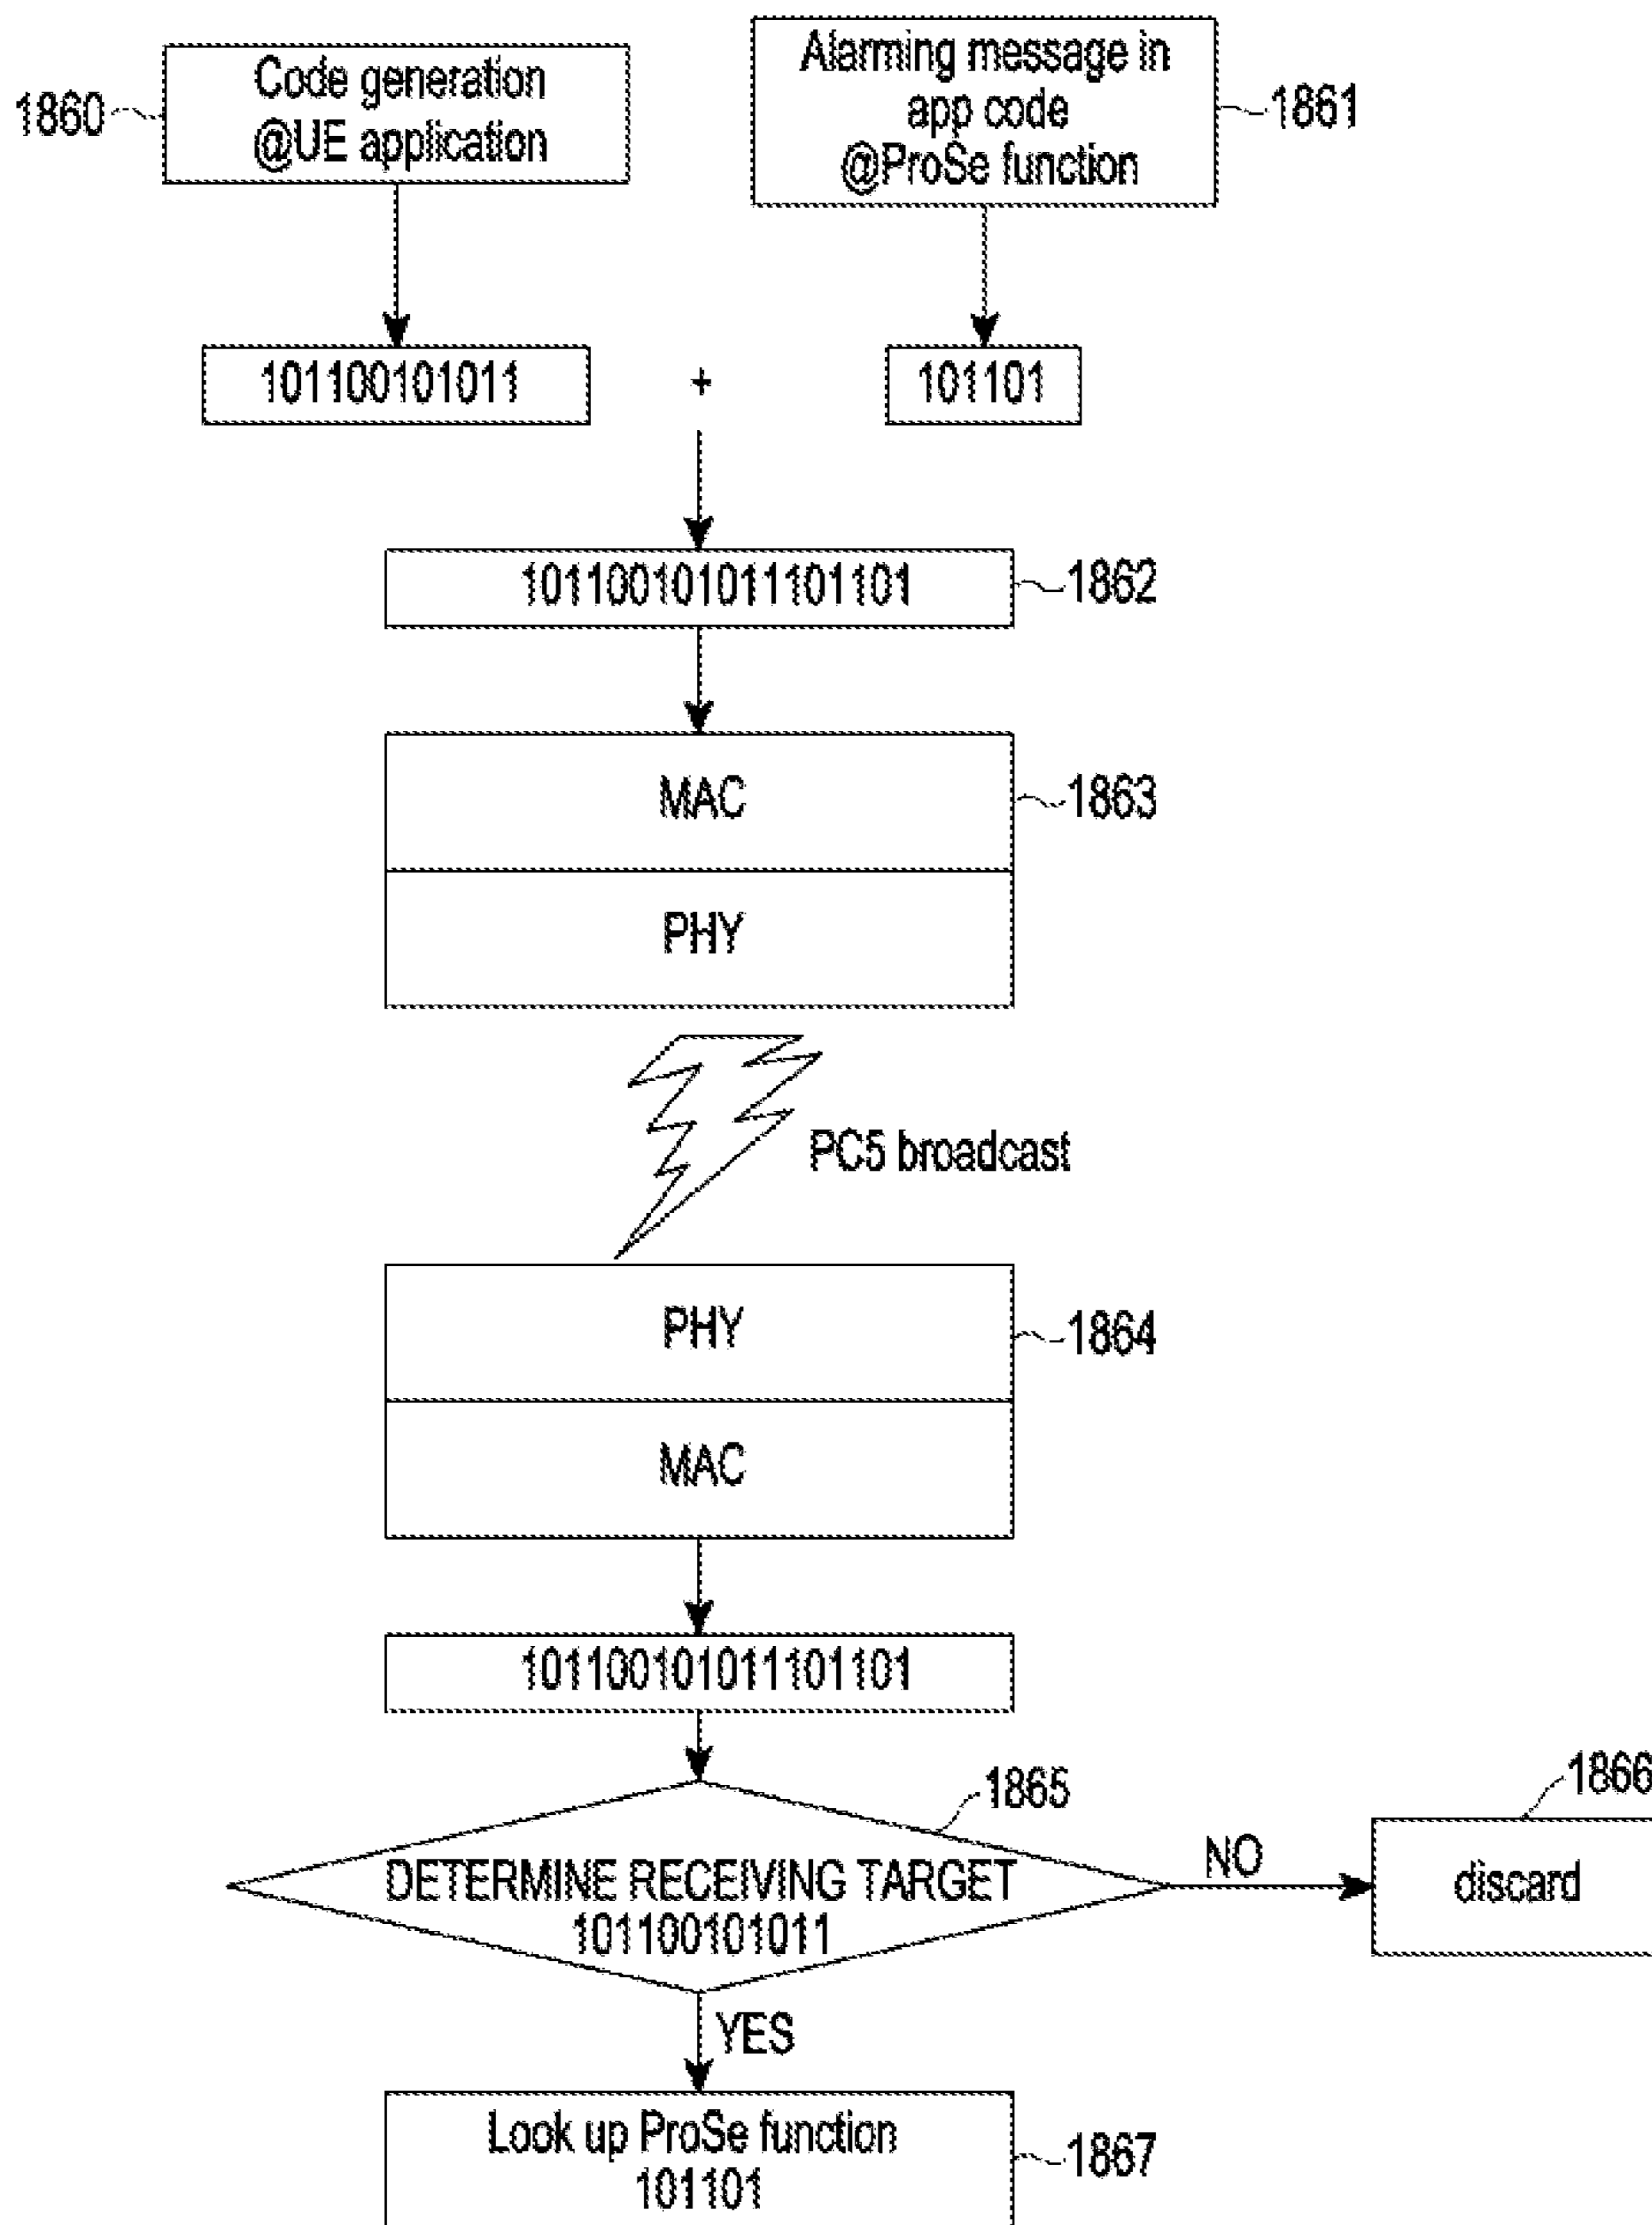 Code generation
@UE application
1860
Alarming message in
app code
@ProSe function
1861
101100101011
+
101101
101100101011101101
1862
MAC
1863
PHY
PC5 broadcast
PHY
1864
MAC
101100101011101101
1865
1866
DETERMINE RECEIVING TARGET
101100101011
NO
discard
YES
Look up ProSe function
101101
1867